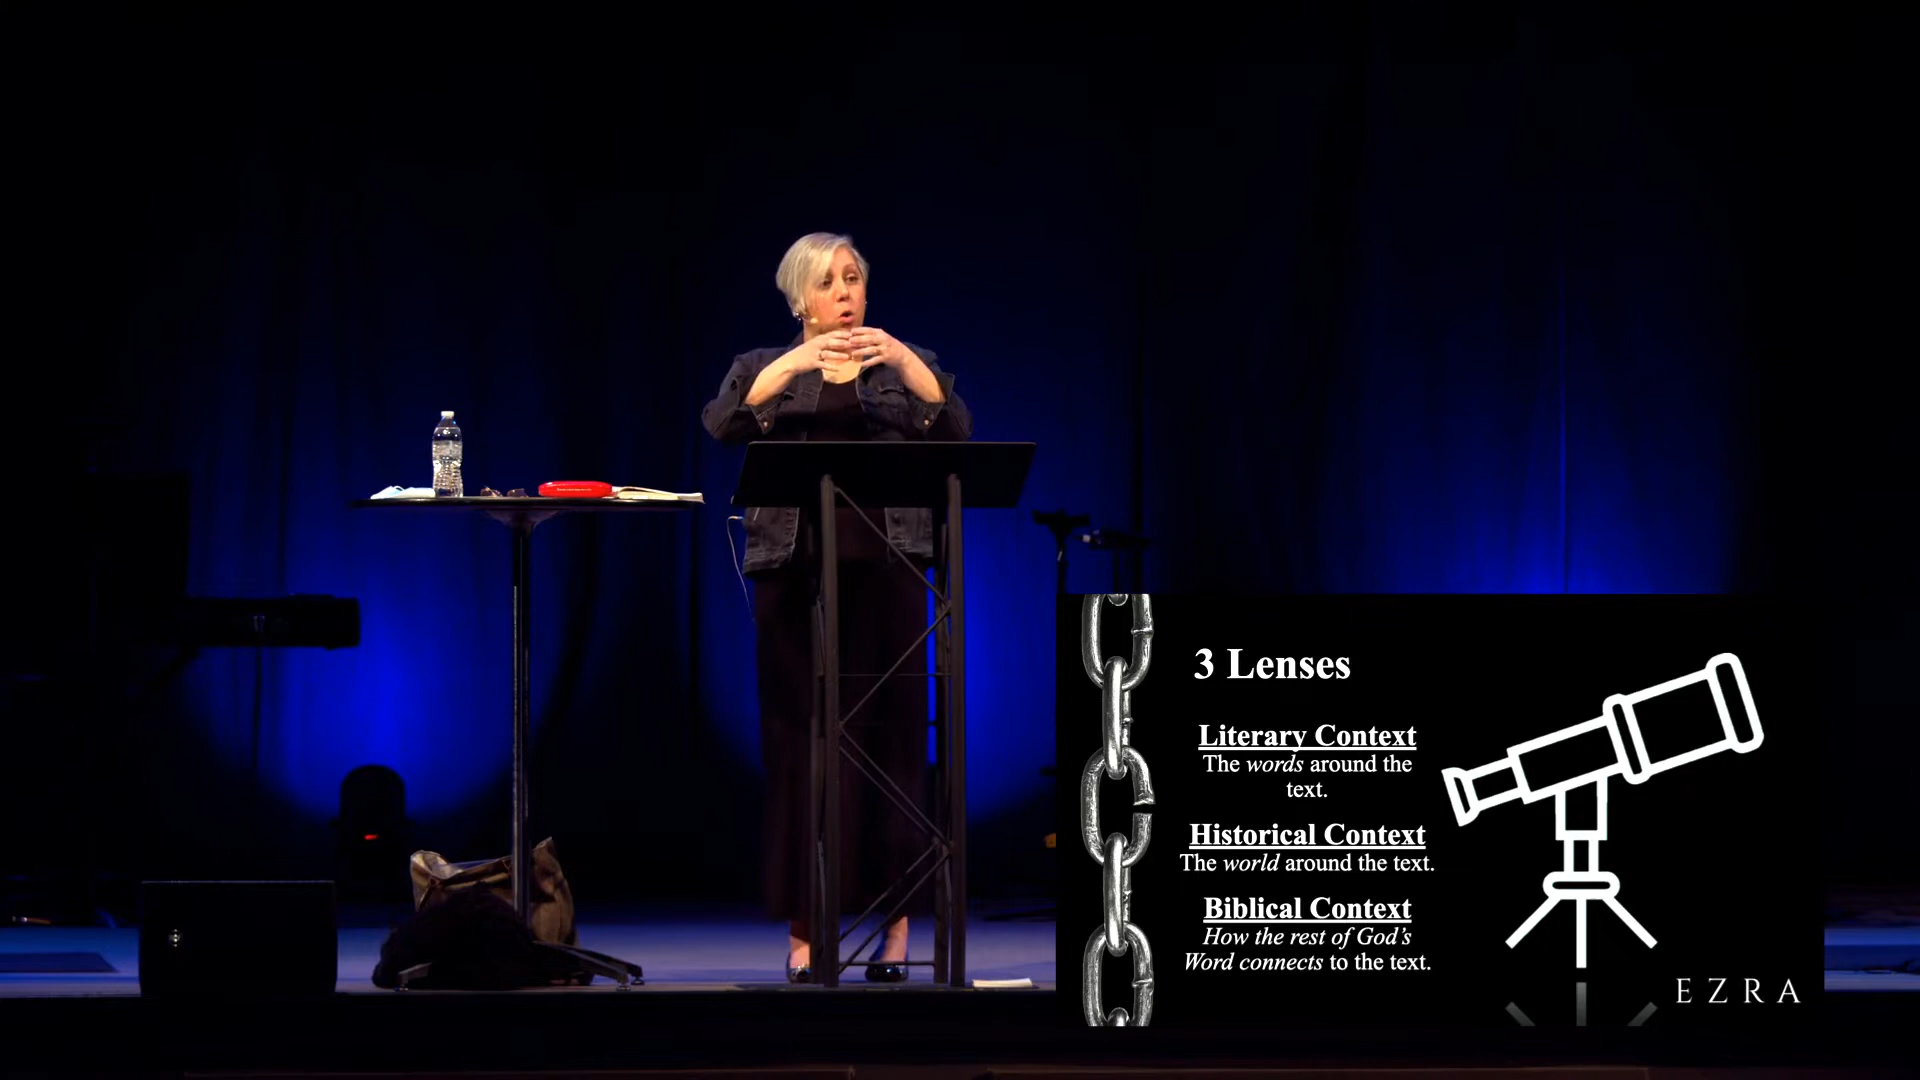 3 Lenses
Literary Context
The words around the
text.
Historical Context
The world around the text.
Biblical Context
How the rest of God's
Word connects to the text.
EZRA